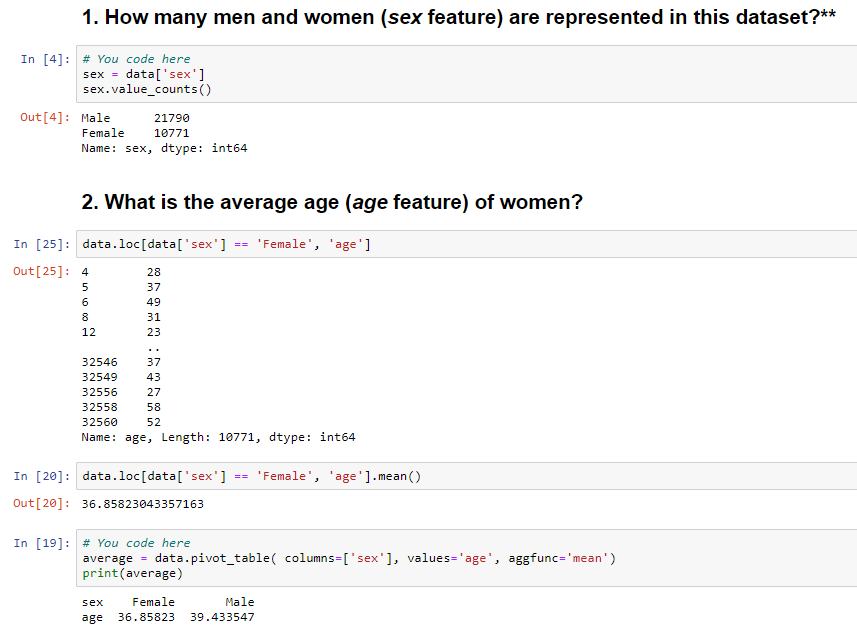 1. How many men and women (sex feature) are represented in this dataset?**
In [4]: # You code here
sex = data['sex']
sex.value_counts()
Out[4]: Male      21790
Female    10771
Name: sex, dtype: int64
2. What is the average age (age feature) of women?
In [25]: data.loc[data['sex'] == 'Female', 'age']
Out[25]: 4        28
5        37
6        49
8        31
12       23
..
32546    37
32549    43
32556    27
32558    58
32560    52
Name: age, Length: 10771, dtype: int64
In [20]: data.loc[data['sex'] == 'Female', 'age'].mean()
Out[20]: 36.85823043357163
In [19]: # You code here
average = data.pivot_table( columns=['sex'], values='age', aggfunc='mean')
print(average)
sex    Female       Male
age  36.85823  39.433547